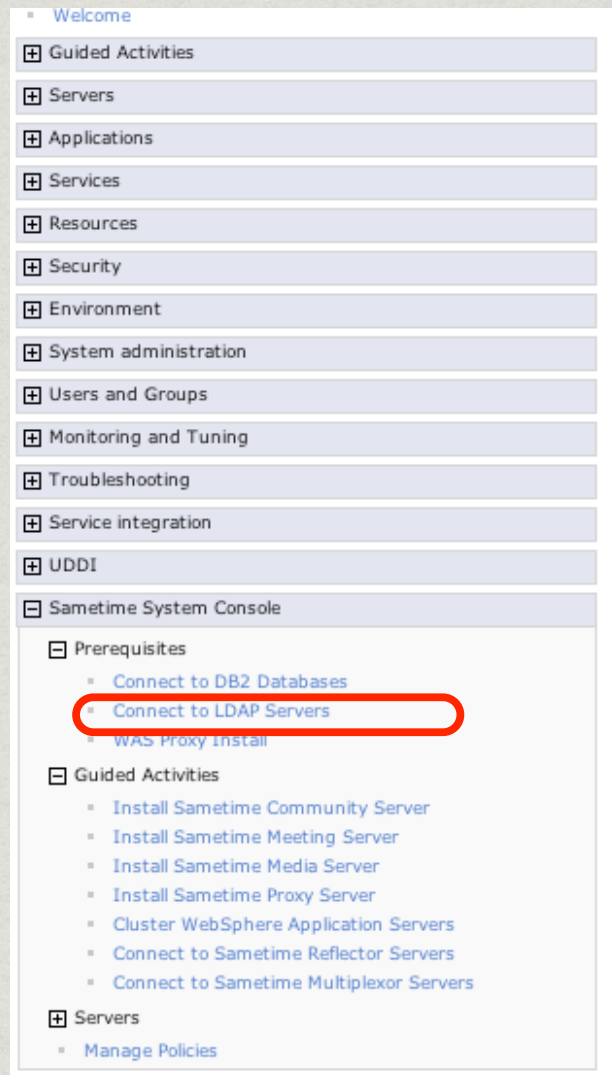 Welcome
Guided Activities
Servers
Applications
Services
Resources
Security
Environment
System administration
Users and Groups
Monitoring and Tuning
Troubleshooting
Service integration
UDDI
Sametime System Console
Prerequisites
Connect to DB2 Databases
Connect to LDAP Servers
WAS Proxy Install
Guided Activities
Install Sametime Community Server
Install Sametime Meeting Server
Install Sametime Media Server
Install Sametime Proxy Server
Cluster WebSphere Application Servers
Connect to Sametime Reflector Servers
Connect to Sametime Multiplexor Servers
Servers
Manage Policies